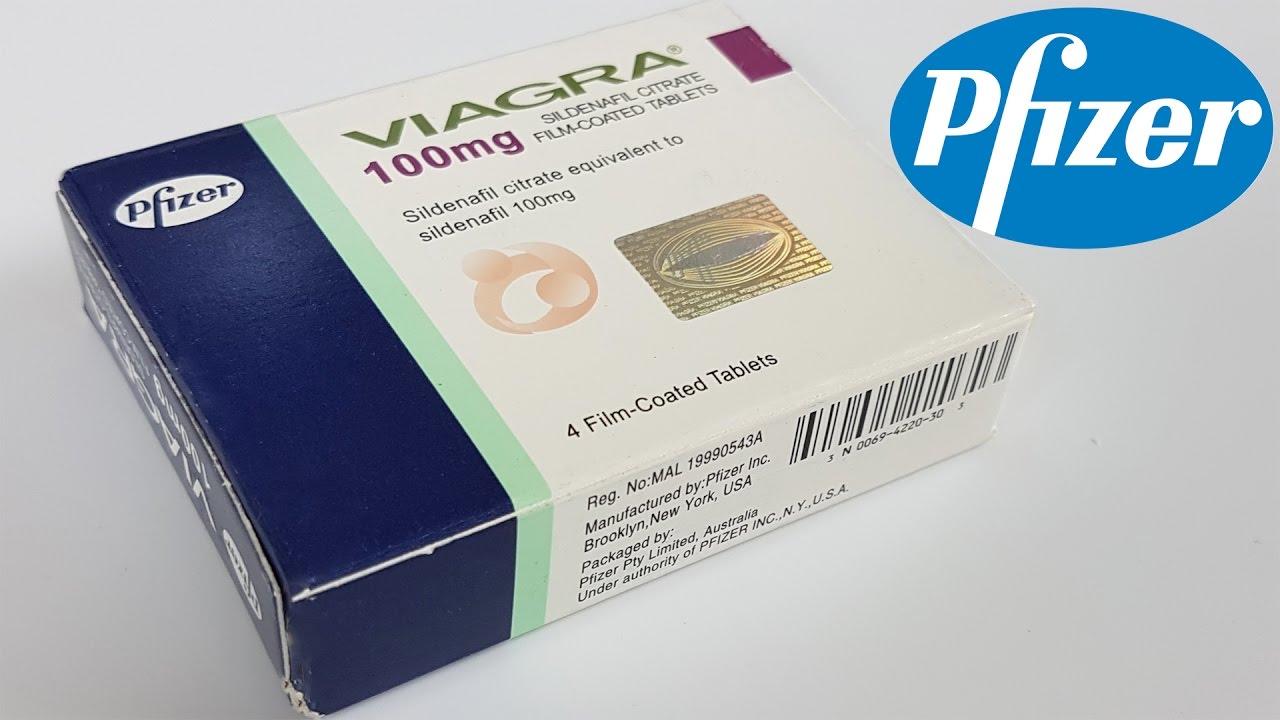 Pfizer
VIAGRA®
SILDENAFIL CITRATE
100mg FILM-COATED TABLETS
Sildenafil citrate equivalent to
sildenafil 100mg
Pfizer
4 Film-Coated Tablets
Reg. No:MAL 19990543A
Manufactured by:Pfizer Inc.
Brooklyn,New York, USA
Packaged by:
Pfizer Pty Limited, Australia
Under authority of PFIZER INC.,N.Y.,U.S.A.
3 N 0069-4220-30 3
VIAGRA
100mg